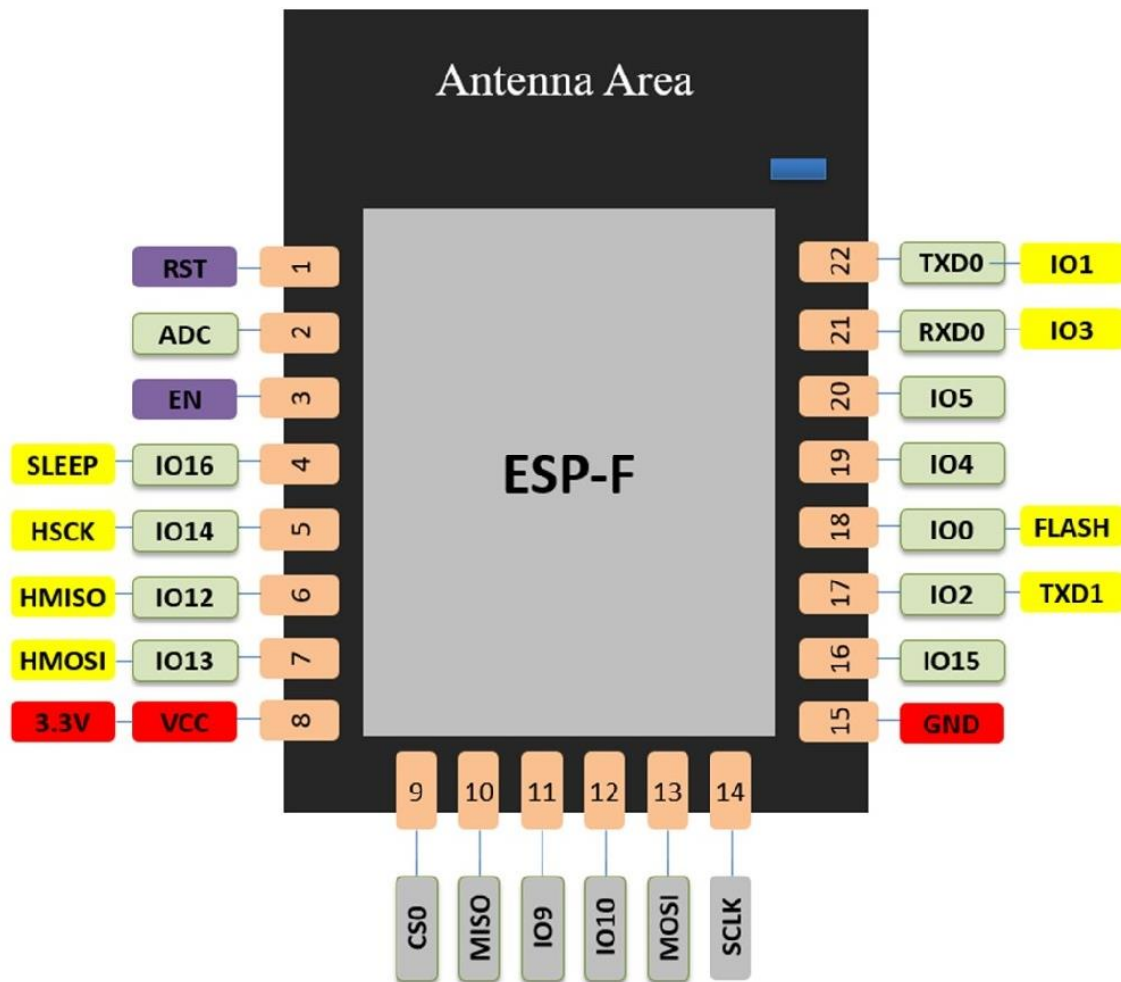 Antenna Area
RST 1 22 TXD0 IO1
ADC 2 21 RXD0 IO3
EN 3 20 IO5
SLEEP IO16 4 19 IO4
HSCK IO14 5 18 IO0 FLASH
HMISO IO12 6 17 IO2 TXD1
HMOSI IO13 7 16 IO15
3.3V VCC 8 15 GND
ESP-F
9 10 11 12 13 14
CS0 MISO IO9 IO10 MOSI SCLK